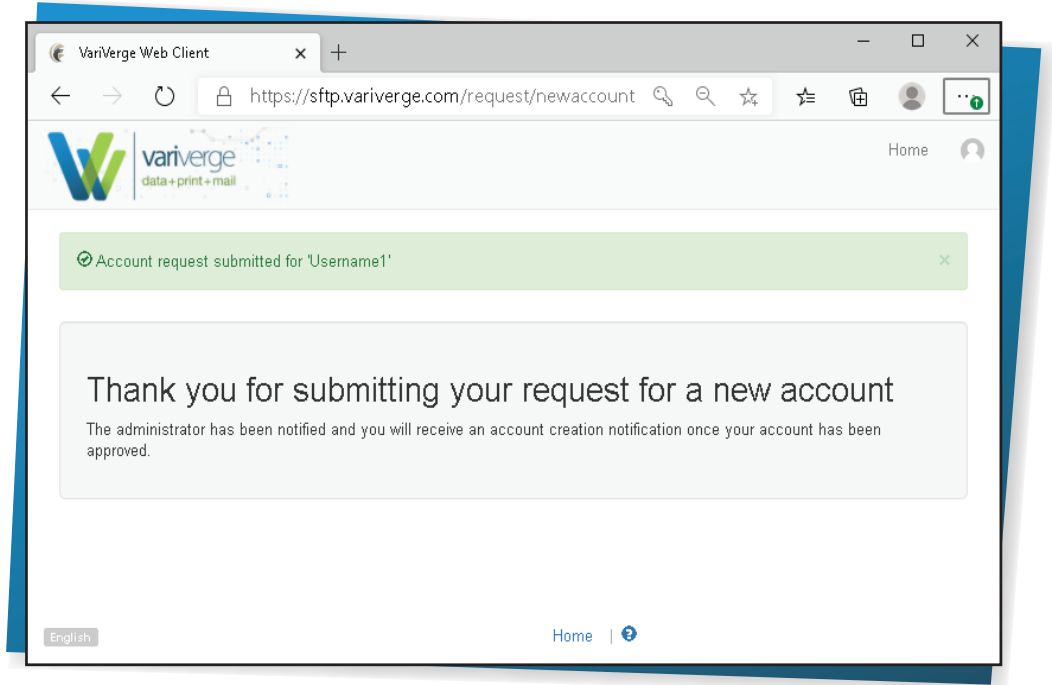 VariVerge Web Client
https://sftp.variverge.com/request/newaccount
variverge
data+print+mail
Home
Account request submitted for 'Username1'
Thank you for submitting your request for a new account
The administrator has been notified and you will receive an account creation notification once your account has been
approved.
English
Home | ?